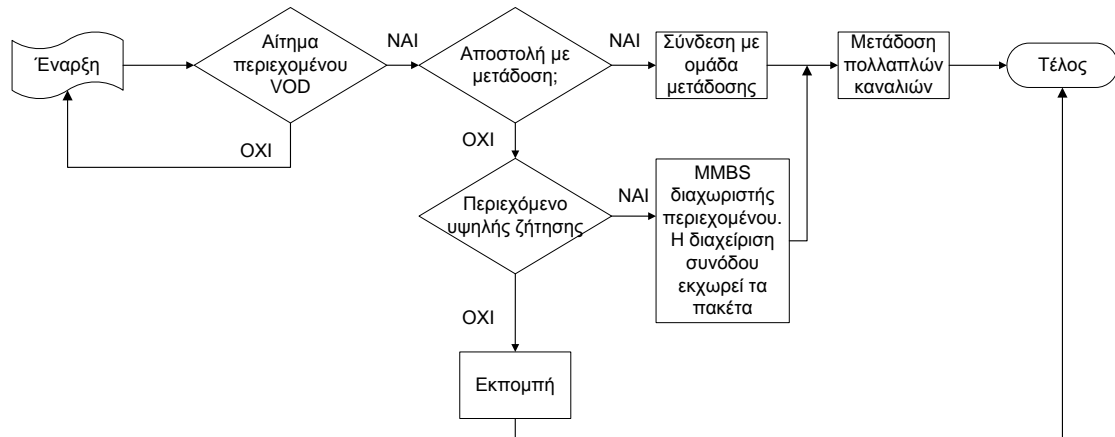 Έναρξη
Αίτημα
περιεχομένου
VOD
ΝΑΙ
ΟΧΙ
Αποστολή με
μετάδοση;
ΝΑΙ
Σύνδεση με
ομάδα
μετάδοσης
Μετάδοση
πολλαπλών
καναλιών
Τέλος
ΟΧΙ
Περιεχόμενο
υψηλής ζήτησης
ΝΑΙ
MMBS
διαχωριστής
περιεχομένου.
Η διαχείριση
συνόδου
εκχωρεί τα
πακέτα
ΟΧΙ
Εκπομπή